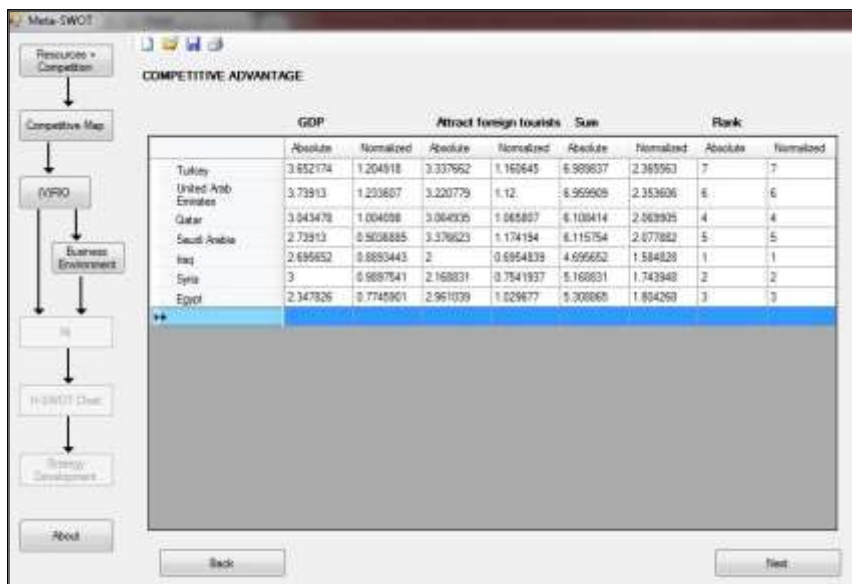 Meta-SWOT
Resources +
Competition
Competitive Map
(V)RIO
Business
Environment
fit
H-SWOT Chart
Strategy
Development
About
COMPETITIVE ADVANTAGE
GDP Attract foreign tourists Sum Rank
Absolute Normalized Absolute Normalized Absolute Normalized Absolute Normalized
Turkey 3.652174 1.204918 3.337662 1.160645 6.989837 2.365563 7 7
United Arab
Emirates 3.73913 1.233607 3.220779 1.12 6.959909 2.353606 6 6
Qatar 3.043478 1.004098 3.064935 1.065807 6.108414 2.069905 4 4
Saudi Arabia 2.73913 0.9036885 3.376623 1.174194 6.115754 2.077882 5 5
Iraq 2.695652 0.8893443 2 0.6954839 4.695652 1.584828 1 1
Syria 3 0.9897541 2.168831 0.7541937 5.168831 1.743948 2 2
Egypt 2.347826 0.7745901 2.961039 1.029677 5.308865 1.804268 3 3
Back Next